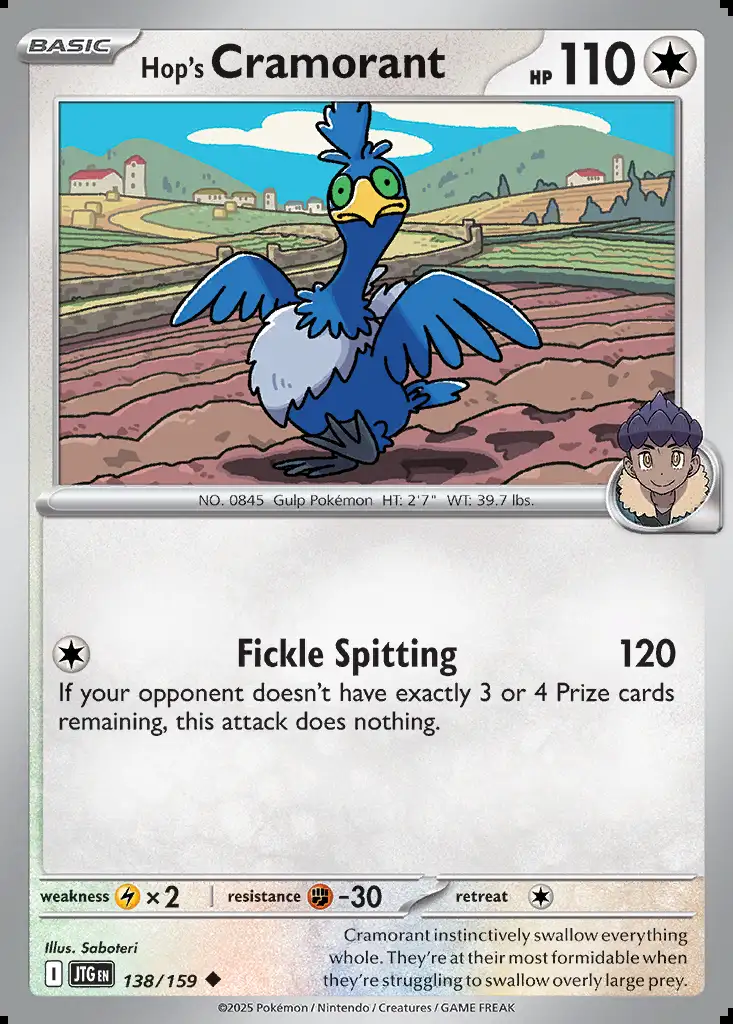 BASIC
Hop's Cramorant
HP 110
NO. 0845 Gulp Pokémon HT: 2'7" WT: 39.7 lbs.
Fickle Spitting 120
If your opponent doesn't have exactly 3 or 4 Prize cards
remaining, this attack does nothing.
weakness ×2 resistance -30 retreat
Illus. Saboteri
I JTG EN 138/159
Cramorant instinctively swallow everything
whole. They're at their most formidable when
they're struggling to swallow overly large prey.
©2025 Pokémon / Nintendo / Creatures / GAME FREAK